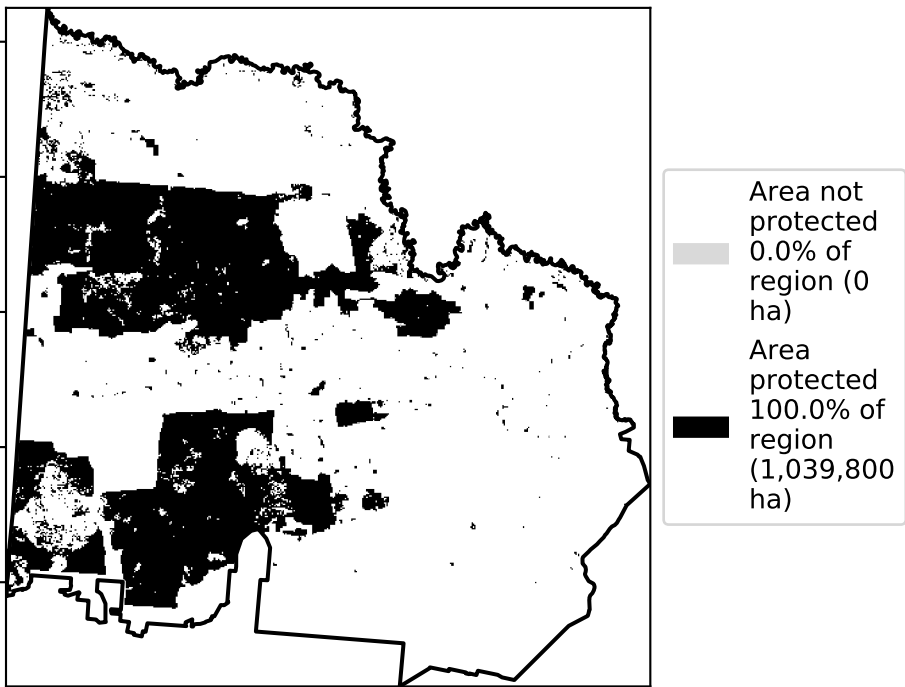 Area not
protected
0.0% of
region (0
ha)
Area
protected
100.0% of
region
(1,039,800
ha)